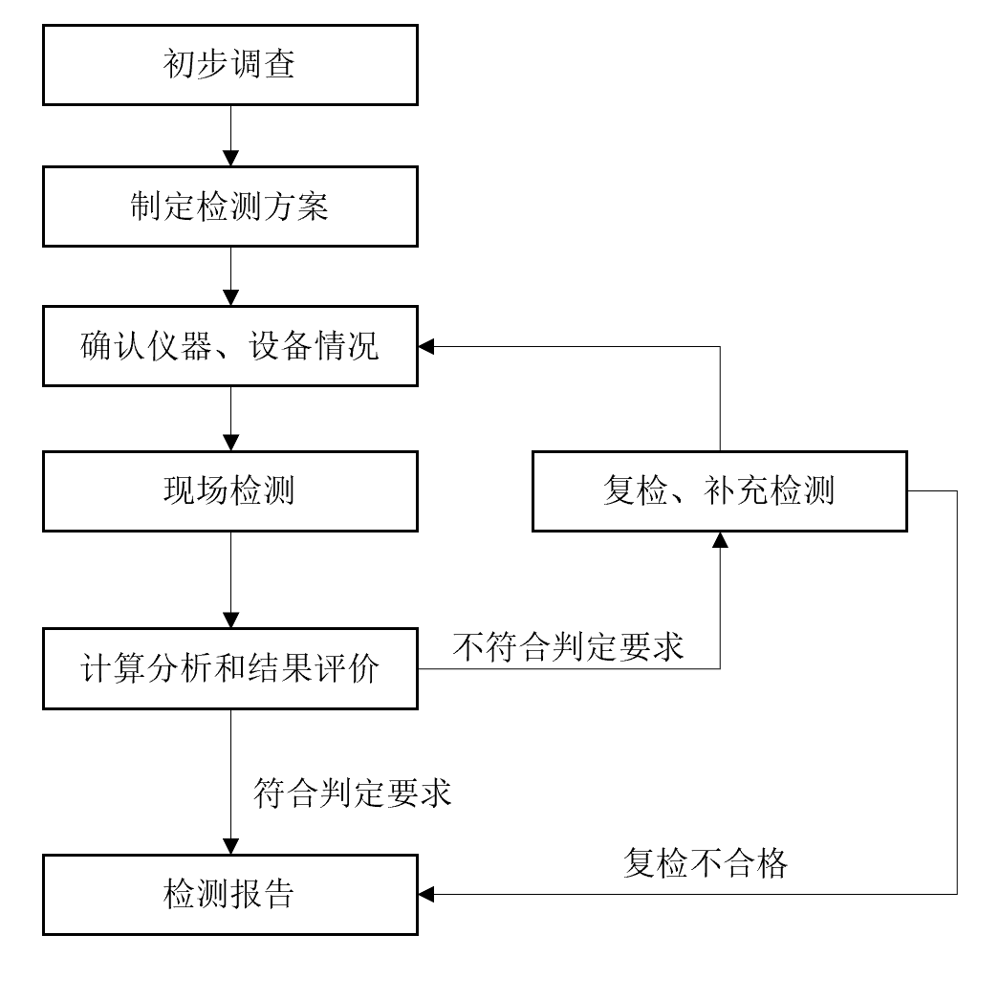 初步调查
制定检测方案
确认仪器、设备情况
现场检测
复检、补充检测
不符合判定要求
计算分析和结果评价
符合判定要求
复检不合格
检测报告